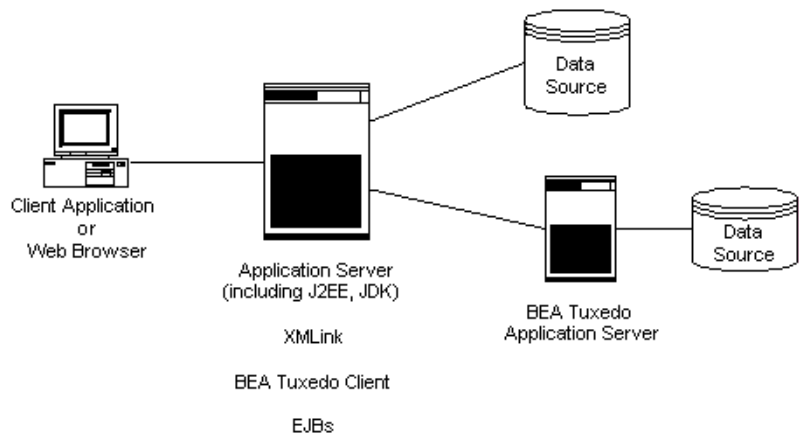 Data
Source
Client Application
or
Web Browser
Application Server
(including J2EE, JDK)
XMLink
BEA Tuxedo Client
EJBs
BEA Tuxedo
Application Server
Data
Source